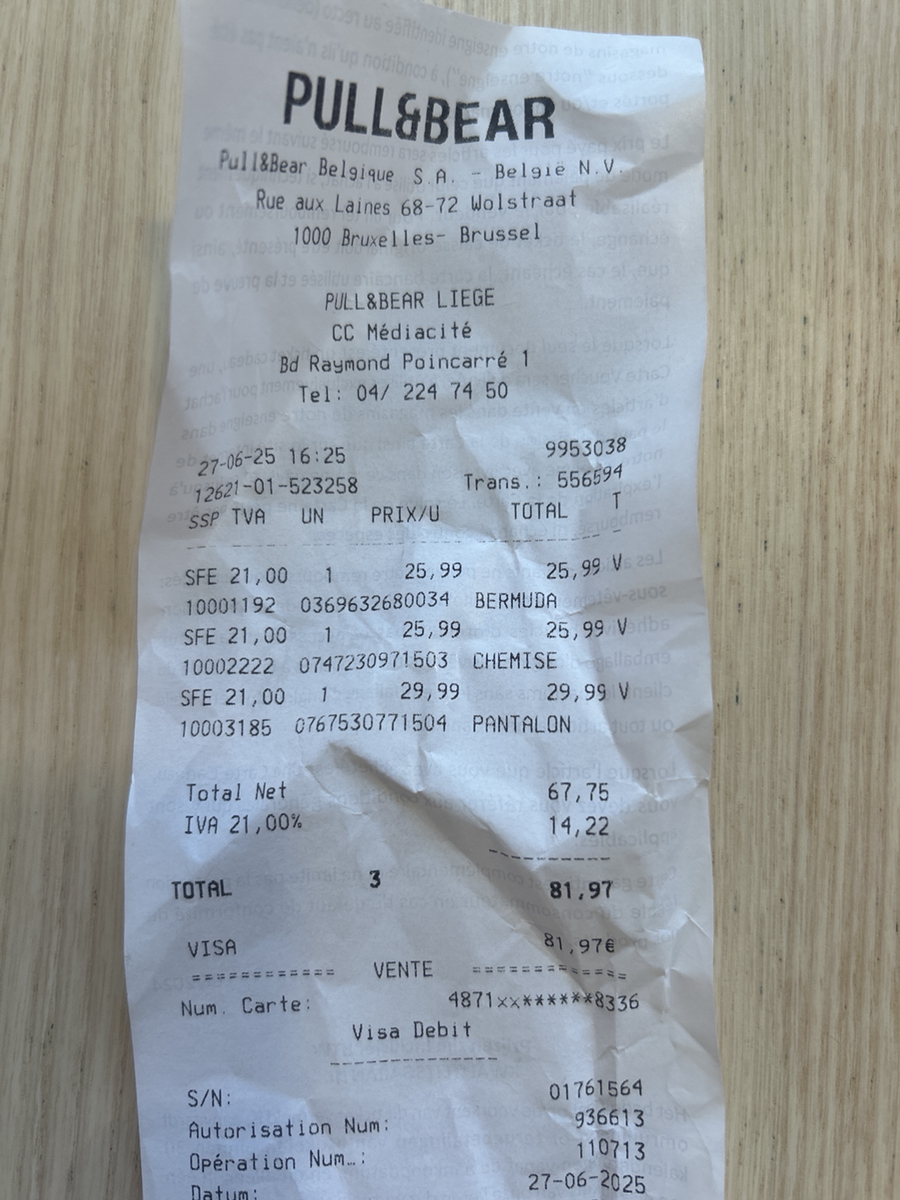 PULL&BEAR
Pull&Bear Belgique S.A. - België N.V.
Rue aux Laines 68-72 Wolstraat
1000 Bruxelles- Brussel
PULL&BEAR LIEGE
CC Médiacité
Bd Raymond Poincarré 1
Tel: 04/ 224 74 50
27-06-25 16:25 9953038
12621-01-523258 Trans.: 556594
SSP TVA UN PRIX/U TOTAL T
SFE 21,00 1 25,99 25,99 V
10001192 0369632680034 BERMUDA
SFE 21,00 1 25,99 25,99 V
10002222 0747230971503 CHEMISE
SFE 21,00 1 29,99 29,99 V
10003185 0767530771504 PANTALON
Total Net 67,75
IVA 21,00% 14,22
TOTAL 3 81,97
VISA 81,97€
============ VENTE =============
Num. Carte: 4871xx******8336
Visa Debit
S/N: 01761564
Autorisation Num: 936613
Opération Num…: 110713
Datum: 27-06-2025